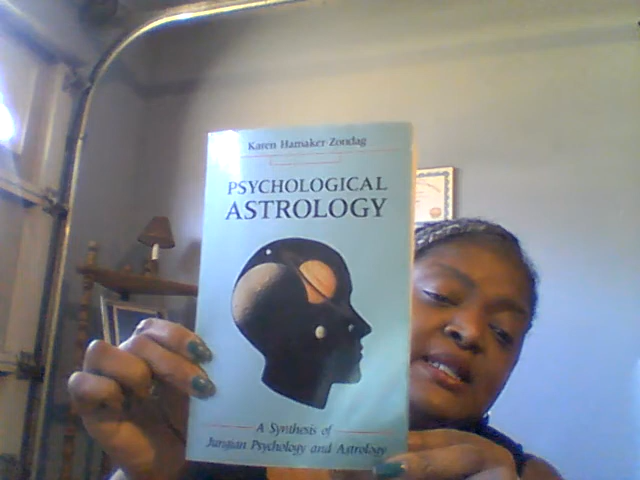 Karen Hamaker-Zondag
PSYCHOLOGICAL
ASTROLOGY
A Synthesis of
Jungian Psychology and Astrology